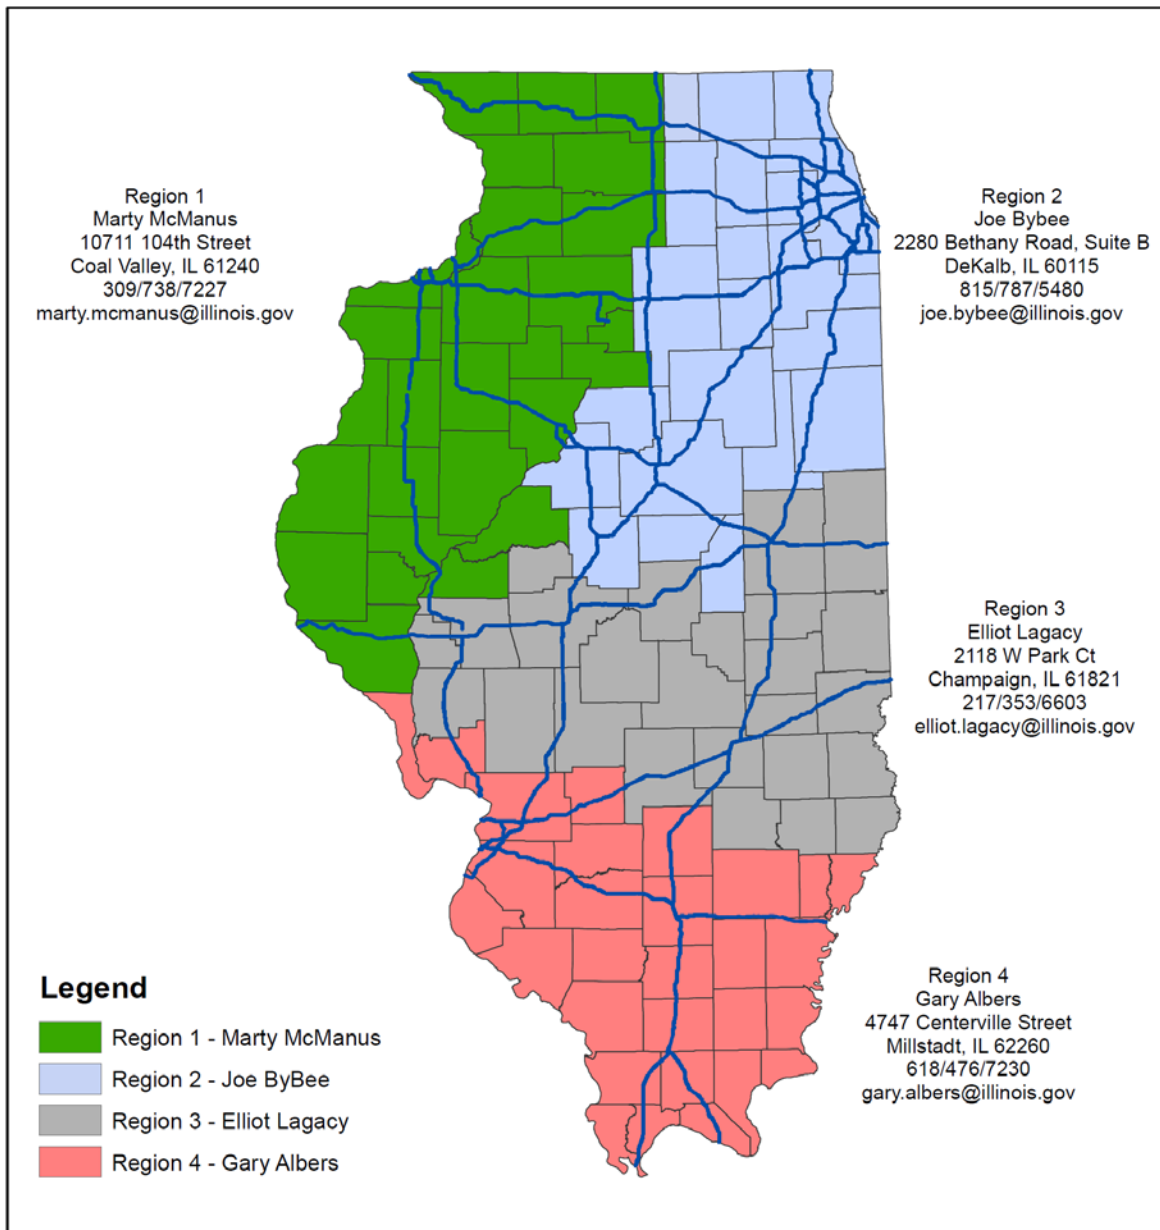 Region 1
Marty McManus
10711 104th Street
Coal Valley, IL 61240
309/738/7227
marty.mcmanus@illinois.gov
Region 2
Joe Bybee
2280 Bethany Road, Suite B
DeKalb, IL 60115
815/787/5480
joe.bybee@illinois.gov
Region 3
Elliot Lagacy
2118 W Park Ct
Champaign, IL 61821
217/353/6603
elliot.lagacy@illinois.gov
Region 4
Gary Albers
4747 Centerville Street
Millstadt, IL 62260
618/476/7230
gary.albers@illinois.gov
Legend
Region 1 - Marty McManus
Region 2 - Joe ByBee
Region 3 - Elliot Lagacy
Region 4 - Gary Albers